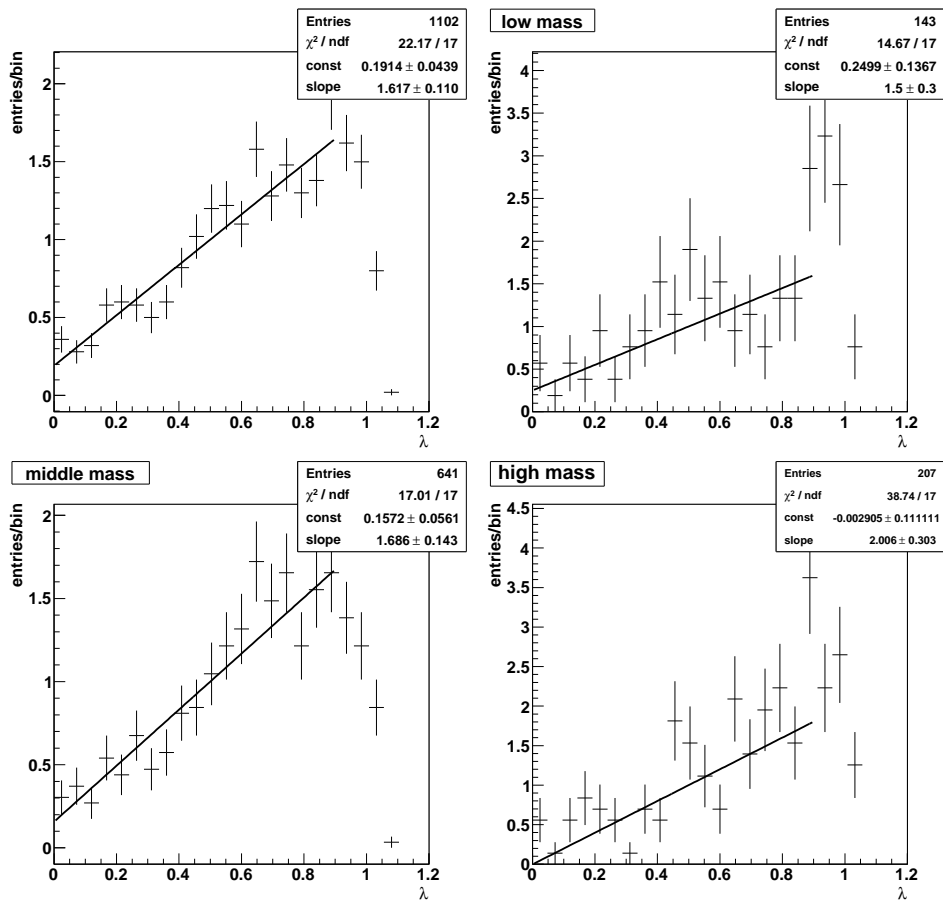 Entries 1102
χ² / ndf 22.17 / 17
const 0.1914 ± 0.0439
slope 1.617 ± 0.110
entries/bin
2
1.5
1
0.5
0
0 0.2 0.4 0.6 0.8 1 1.2
λ
low mass
Entries 143
χ² / ndf 14.67 / 17
const 0.2499 ± 0.1367
slope 1.5 ± 0.3
entries/bin
4
3.5
3
2.5
2
1.5
1
0.5
0
0 0.2 0.4 0.6 0.8 1 1.2
λ
middle mass
Entries 641
χ² / ndf 17.01 / 17
const 0.1572 ± 0.0561
slope 1.686 ± 0.143
entries/bin
2
1.5
1
0.5
0
0 0.2 0.4 0.6 0.8 1 1.2
λ
high mass
Entries 207
χ² / ndf 38.74 / 17
const -0.002905 ± 0.111111
slope 2.006 ± 0.303
entries/bin
4.5
4
3.5
3
2.5
2
1.5
1
0.5
0
0 0.2 0.4 0.6 0.8 1 1.2
λ